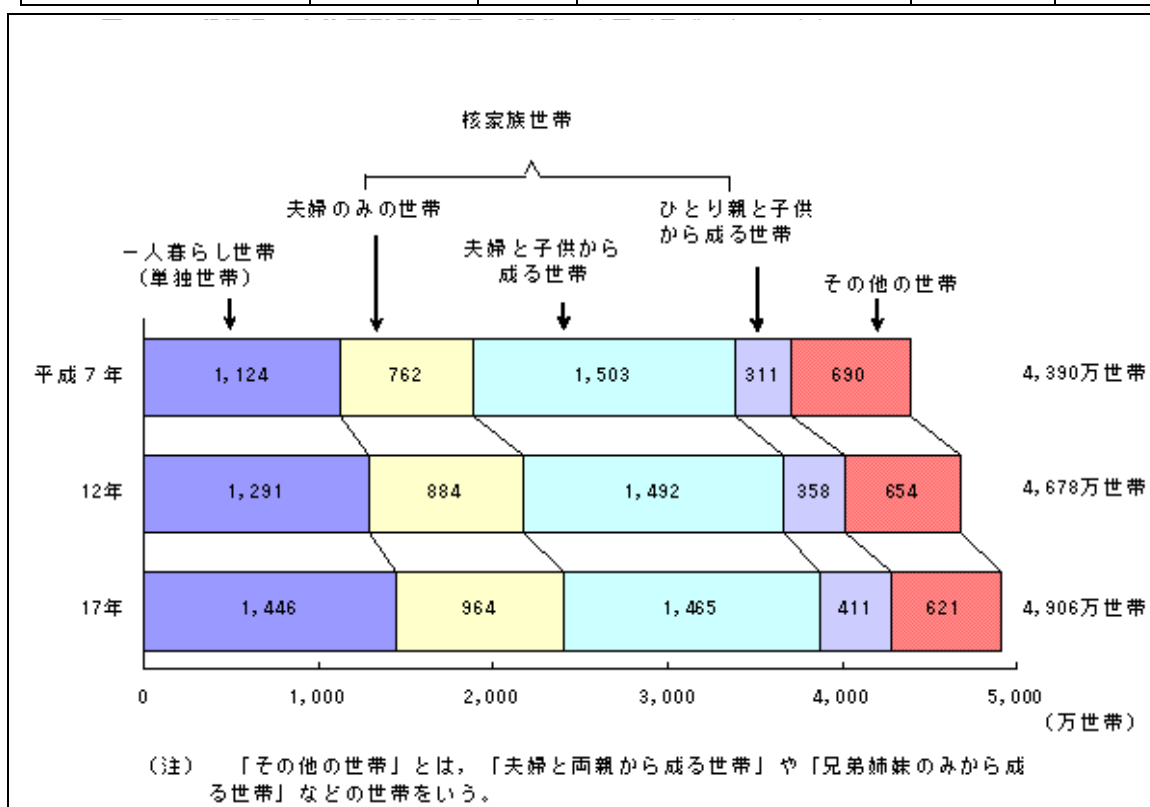 核家族世帯
夫婦のみの世帯
ひとり親と子供
から成る世帯
一人暮らし世帯
(単独世帯)
夫婦と子供から
成る世帯
その他の世帯
平成7年 1,124 762 1,503 311 690 4,390万世帯
12年 1,291 884 1,492 358 654 4,678万世帯
17年 1,446 964 1,465 411 621 4,906万世帯
0 1,000 2,000 3,000 4,000 5,000
(万世帯)
(注) 「その他の世帯」とは,「夫婦と両親から成る世帯」や「兄弟姉妹のみから成
る世帯」などの世帯をいう。